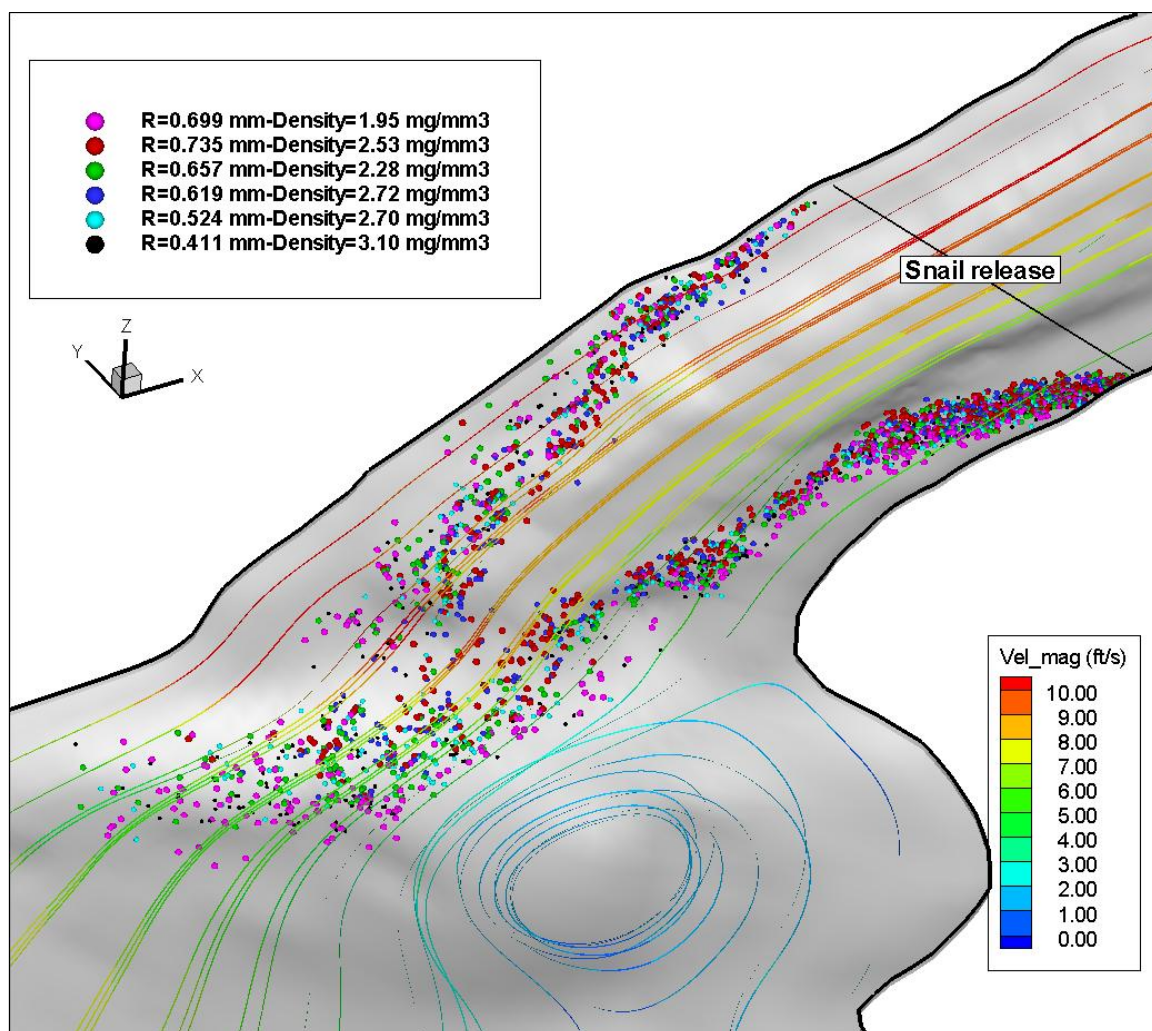 R=0.699 mm-Density=1.95 mg/mm3
R=0.735 mm-Density=2.53 mg/mm3
R=0.657 mm-Density=2.28 mg/mm3
R=0.619 mm-Density=2.72 mg/mm3
R=0.524 mm-Density=2.70 mg/mm3
R=0.411 mm-Density=3.10 mg/mm3
Snail release
Z
Y
X
Vel_mag (ft/s)
10.00
9.00
8.00
7.00
6.00
5.00
4.00
3.00
2.00
1.00
0.00